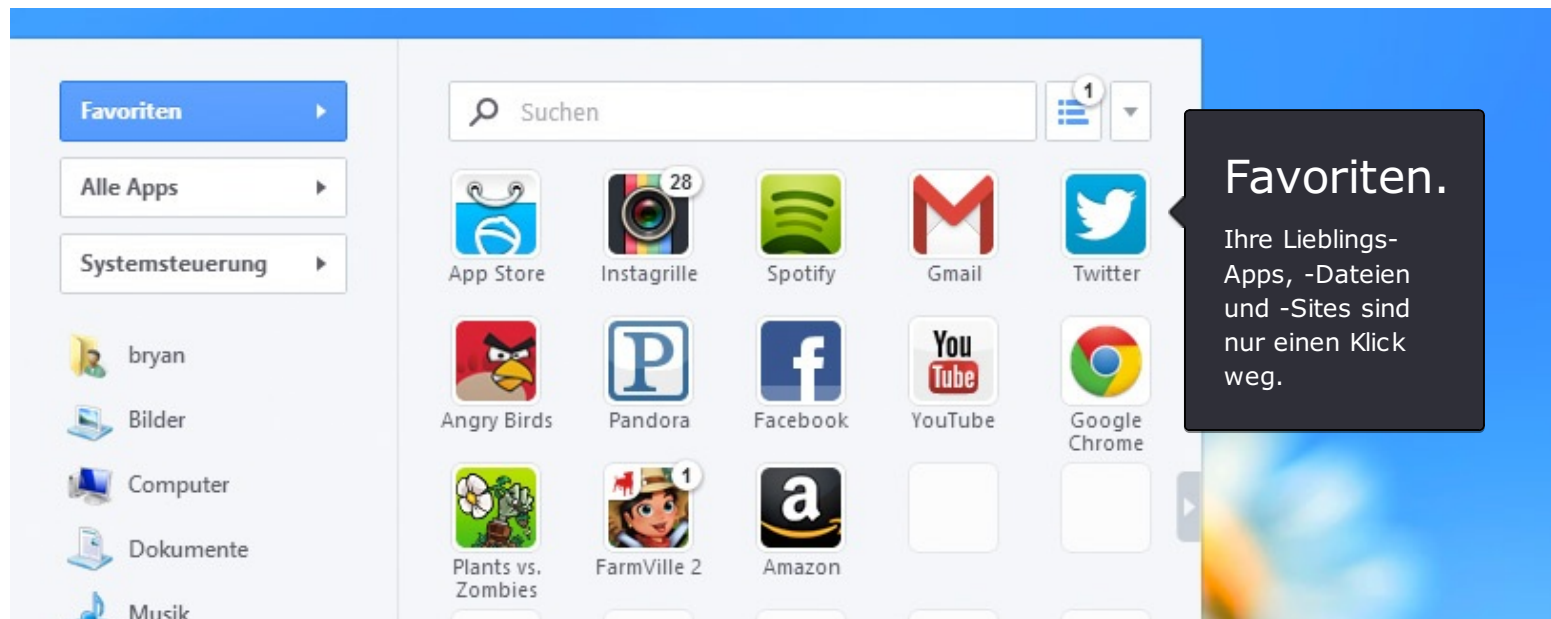 Favoriten
Alle Apps
Systemsteuerung
bryan
Bilder
Computer
Dokumente
Musik
Suchen
1
28
App Store
Instagrille
Spotify
Gmail
Twitter
P
f
You
Tube
Angry Birds
Pandora
Facebook
YouTube
Google
Chrome
1
a
Plants vs.
Zombies
FarmVille 2
Amazon
Favoriten.
Ihre Lieblings-
Apps, -Dateien
und -Sites sind
nur einen Klick
weg.